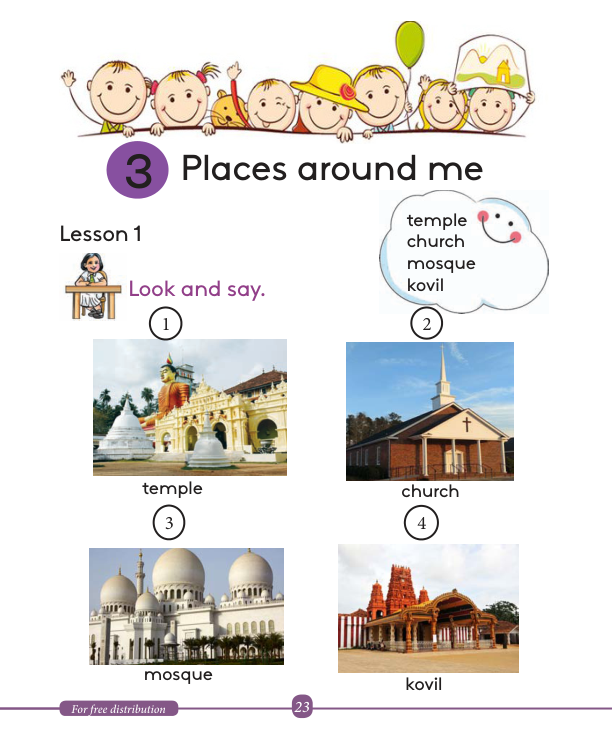 3 Places around me
Lesson 1
temple
church
mosque
kovil
Look and say.
1
2
temple
church
3
4
mosque
kovil
For free distribution
23